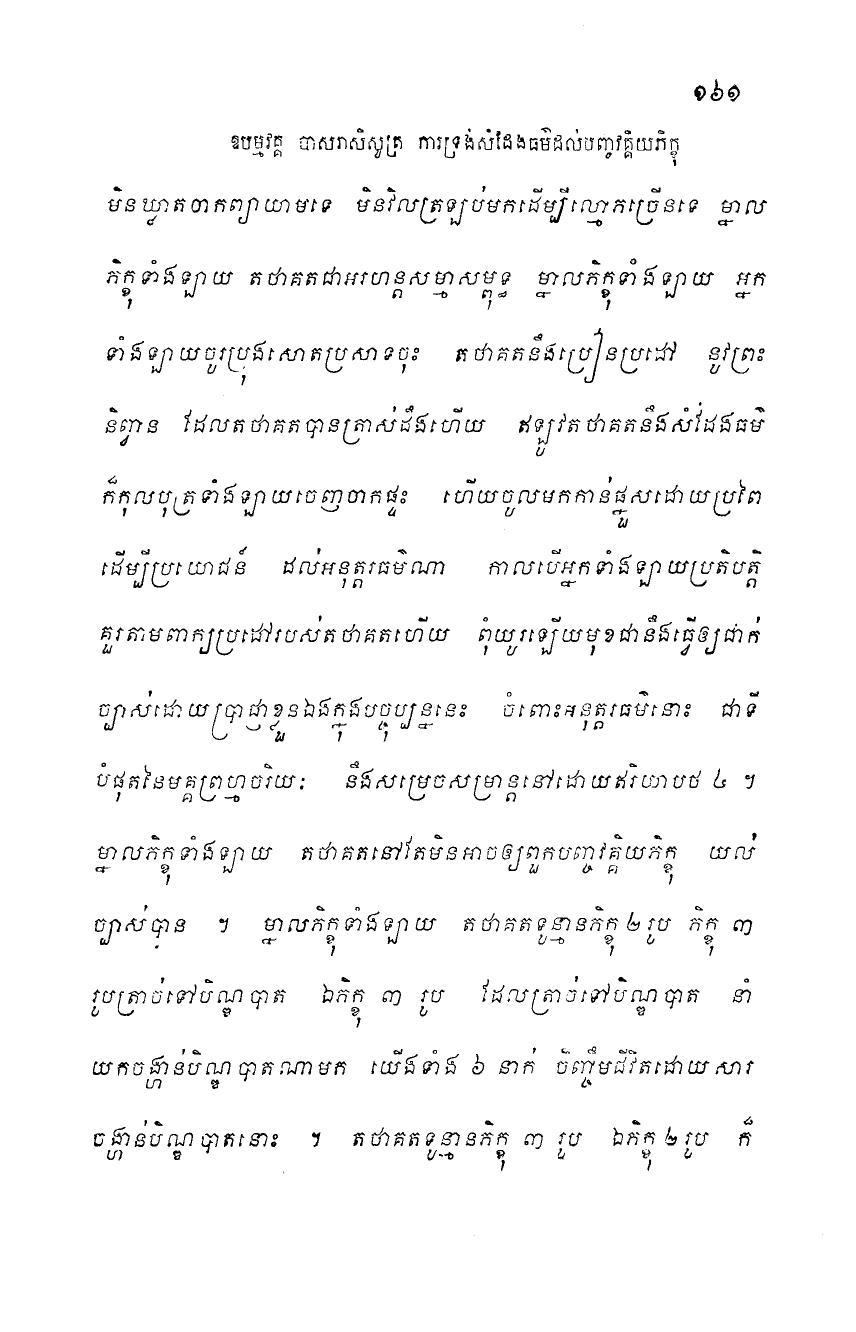 ១៦១
ឧបម្មវគ្គ បាសរាសិសូត្រ ការទ្រង់សំដែងធម៌ដល់បញ្ចវគ្គិយភិក្ខុ
មិនឃ្លាតចាកព្យាយាមទេ មិនវិលត្រឡប់មកដើម្បីល្មោភច្រើនទេ ម្នាល
ភិក្ខុទាំងឡាយ តថាគតជាអរហន្តសម្មាសម្ពុទ្ធ ម្នាលភិក្ខុទាំងឡាយ អ្នក
ទាំងឡាយចូរប្រុងសោតប្រសាទចុះ តថាគតនឹងប្រៀនប្រដៅ នូវព្រះ
និព្វាន ដែលតថាគតបានត្រាស់ដឹងហើយ ឥឡូវតថាគតនឹងសំដែងធម៌
ក៏កុលបុត្រទាំងឡាយចេញចាកផ្ទះ ហើយចូលមកកាន់ផ្នួសដោយប្រពៃ
ដើម្បីប្រយោជន៍ ដល់អនុត្តរធម៌ណា កាលបើអ្នកទាំងឡាយប្រតិបត្តិ
គួរតាមពាក្យប្រដៅរបស់តថាគតហើយ ពុំយូរឡើយមុខជានឹងធ្វើឲ្យជាក់
ច្បាស់ដោយប្រាជ្ញាខ្លួនឯងក្នុងបច្ចុប្បន្ននេះ ចំពោះអនុត្តរធម៌នោះ ជាទី
បំផុតនៃមគ្គព្រហ្មចរិយៈ នឹងសម្រេចសម្រាន្តនៅដោយឥរិយាបថ ៤ ។
ម្នាលភិក្ខុទាំងឡាយ តថាគតនៅតែមិនអាចឲ្យពួកបញ្ចវគ្គិយភិក្ខុ យល់
ច្បាស់បាន ។ ម្នាលភិក្ខុទាំងឡាយ តថាគតទូន្មានភិក្ខុ ២ រូប ភិក្ខុ ៣
រូបត្រាច់ទៅបិណ្ឌបាត ឯភិក្ខុ ៣ រូប ដែលត្រាច់ទៅបិណ្ឌបាត នាំ
យកចង្ហាន់បិណ្ឌបាតណាមក យើងទាំង ៦ នាក់ ចិញ្ចឹមជីវិតដោយសារ
ចង្ហាន់បិណ្ឌបាតនោះ ។ តថាគតទូន្មានភិក្ខុ ៣ រូប ឯភិក្ខុ ២ រូប ក៏